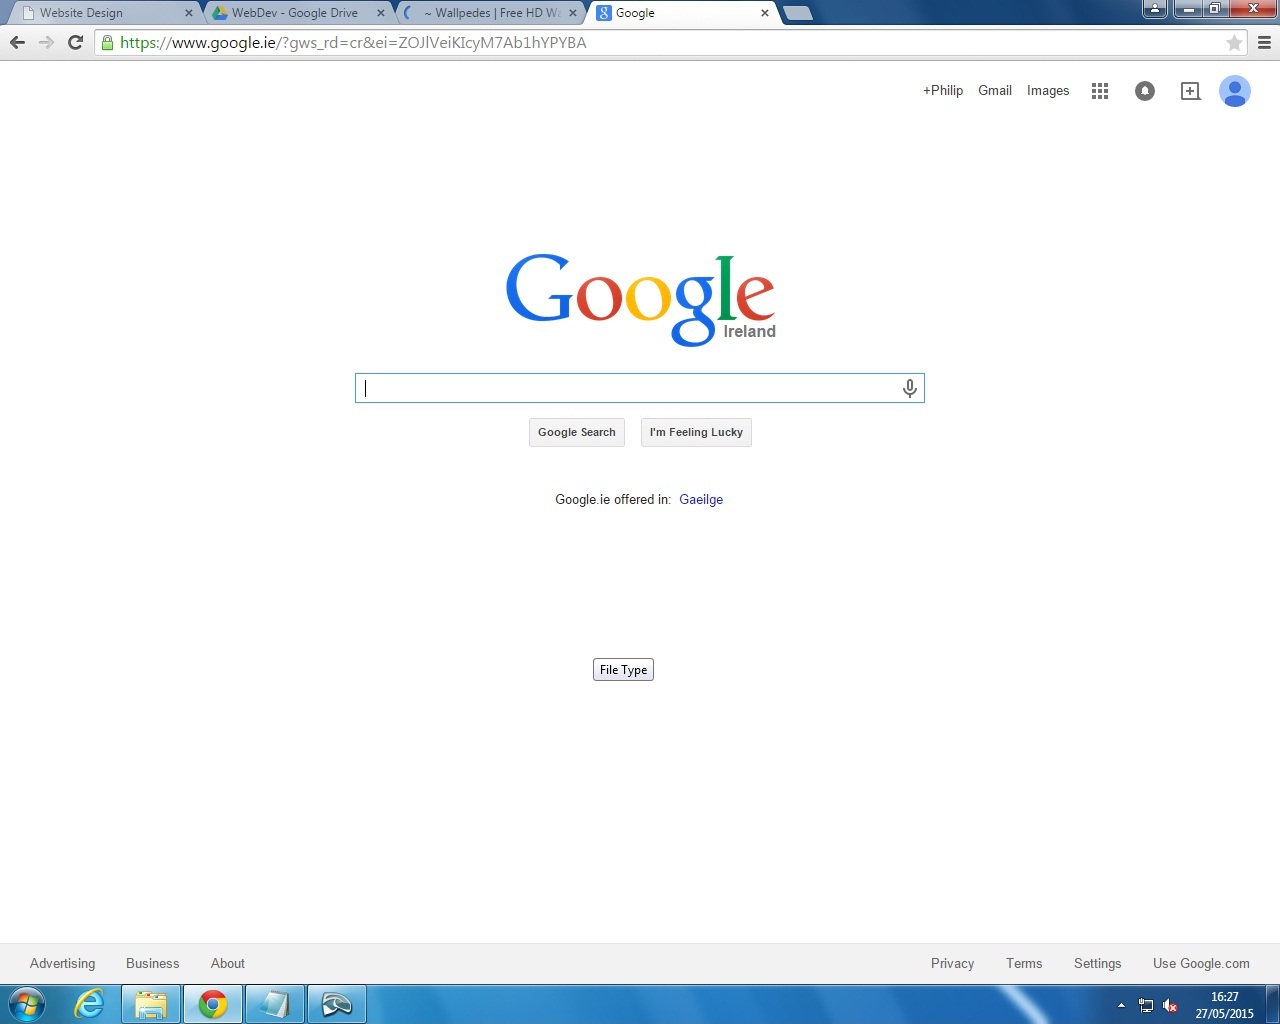 Website Design
WebDev - Google Drive
~ Wallpedes | Free HD Wa
Google
https://www.google.ie/?gws_rd=cr&ei=ZOJlVeiKIcyM7Ab1hYPYBA
+Philip Gmail Images
Google
Ireland
Google Search I'm Feeling Lucky
Google.ie offered in: Gaeilge
File Type
Advertising Business About Privacy Terms Settings Use Google.com
16:27
27/05/2015